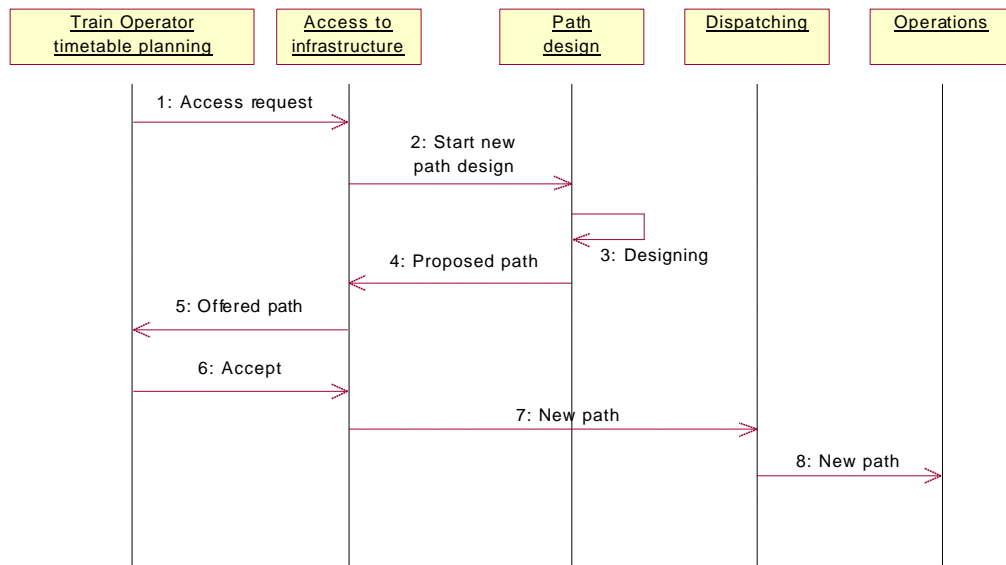 Train Operator
timetable planning
Access to
infrastructure
Path
design
Dispatching
Operations
1: Access request
2: Start new
path design
3: Designing
4: Proposed path
5: Offered path
6: Accept
7: New path
8: New path